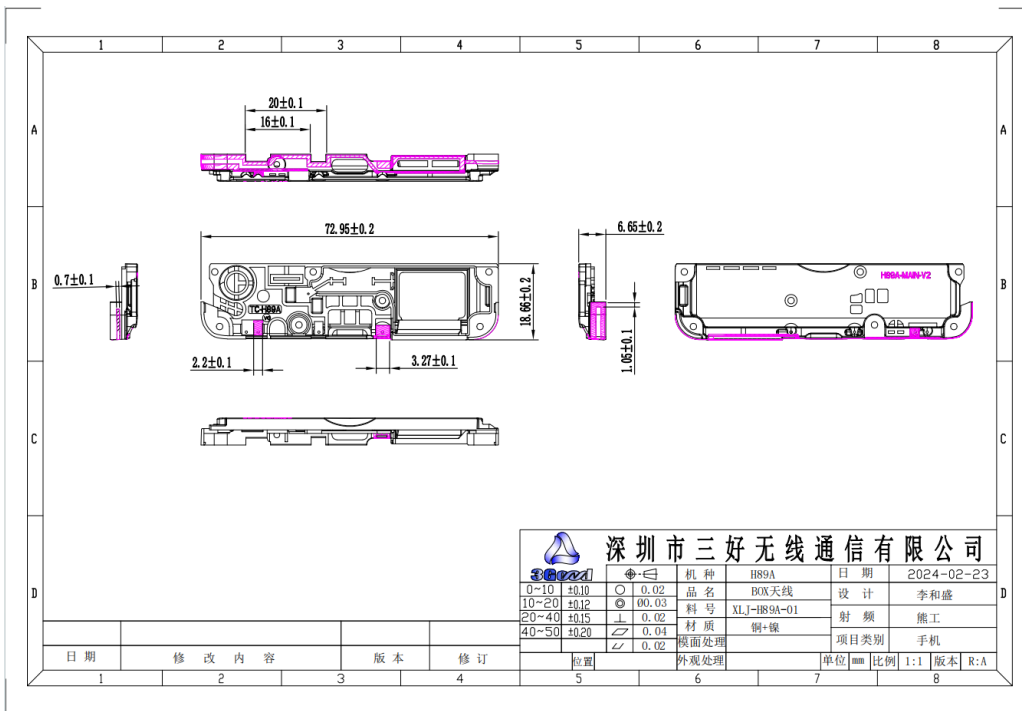 1 2 3 4 5 6 7 8
A A
20±0.1
16±0.1
72.95±0.2
6.65±0.2
0.7±0.1
B B
H89A-MAIN-V2
TC-H89A
18.66±0.2
1.05±0.1
2.2±0.1
3.27±0.1
C C
深圳市三好无线通信有限公司
3Good
机种 H89A 日期 2024-02-23
0~10 ±0.10 0.02 品名 BOX天线 设计 李和盛
10~20 ±0.12 Ø0.03 料号 XLJ-H89A-01
20~40 ±0.15 0.02 射频 熊工
40~50 ±0.20 0.04 材质 铜+镍
0.02 模面处理 项目类别 手机
D D
日期 修改内容 版本 修订
位置 外观处理 单位 mm 比例 1:1 版本 R:A
1 2 3 4 5 6 7 8